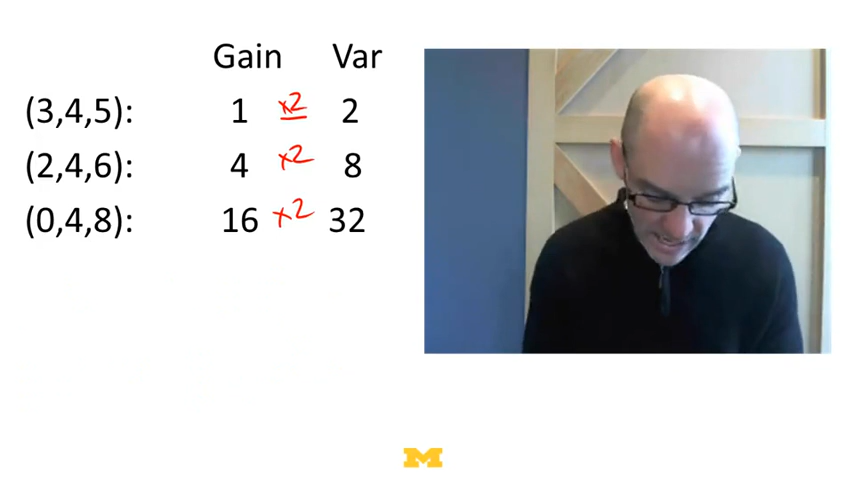 Gain Var
(3,4,5): 1 x2 2
(2,4,6): 4 x2 8
(0,4,8): 16 x2 32
M